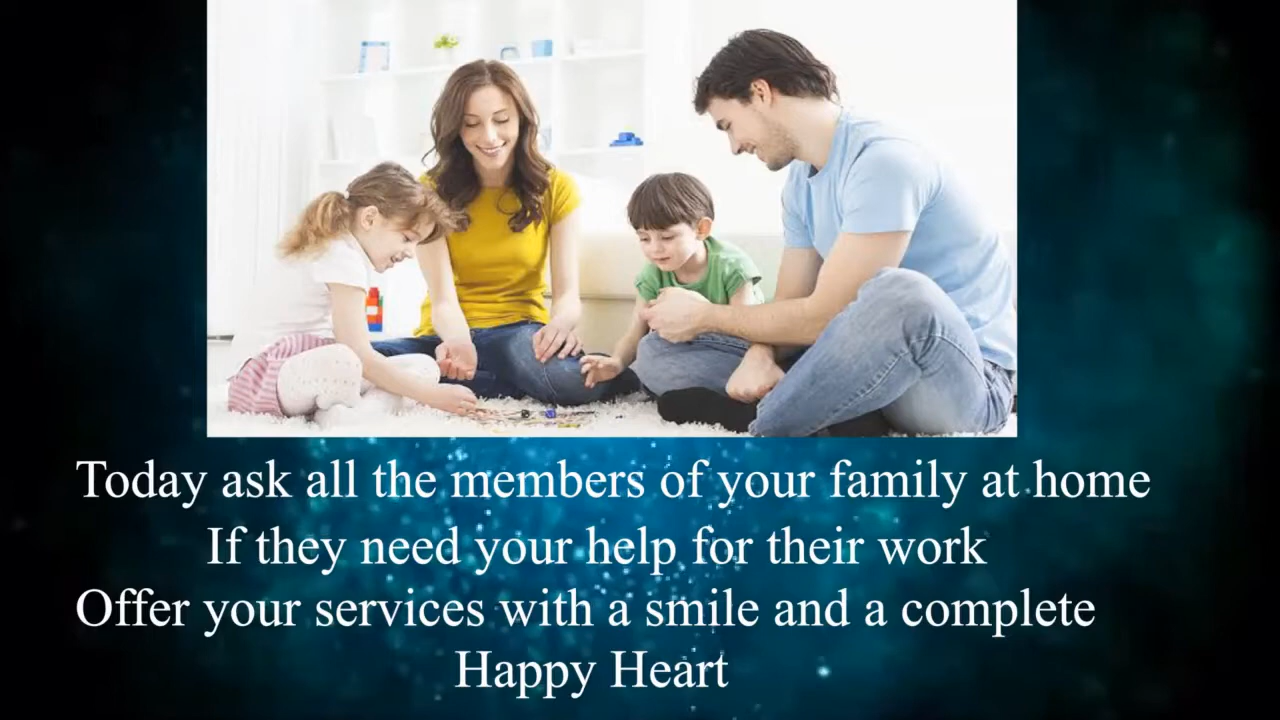 Today ask all the members of your family at home
If they need your help for their work
Offer your services with a smile and a complete
Happy Heart